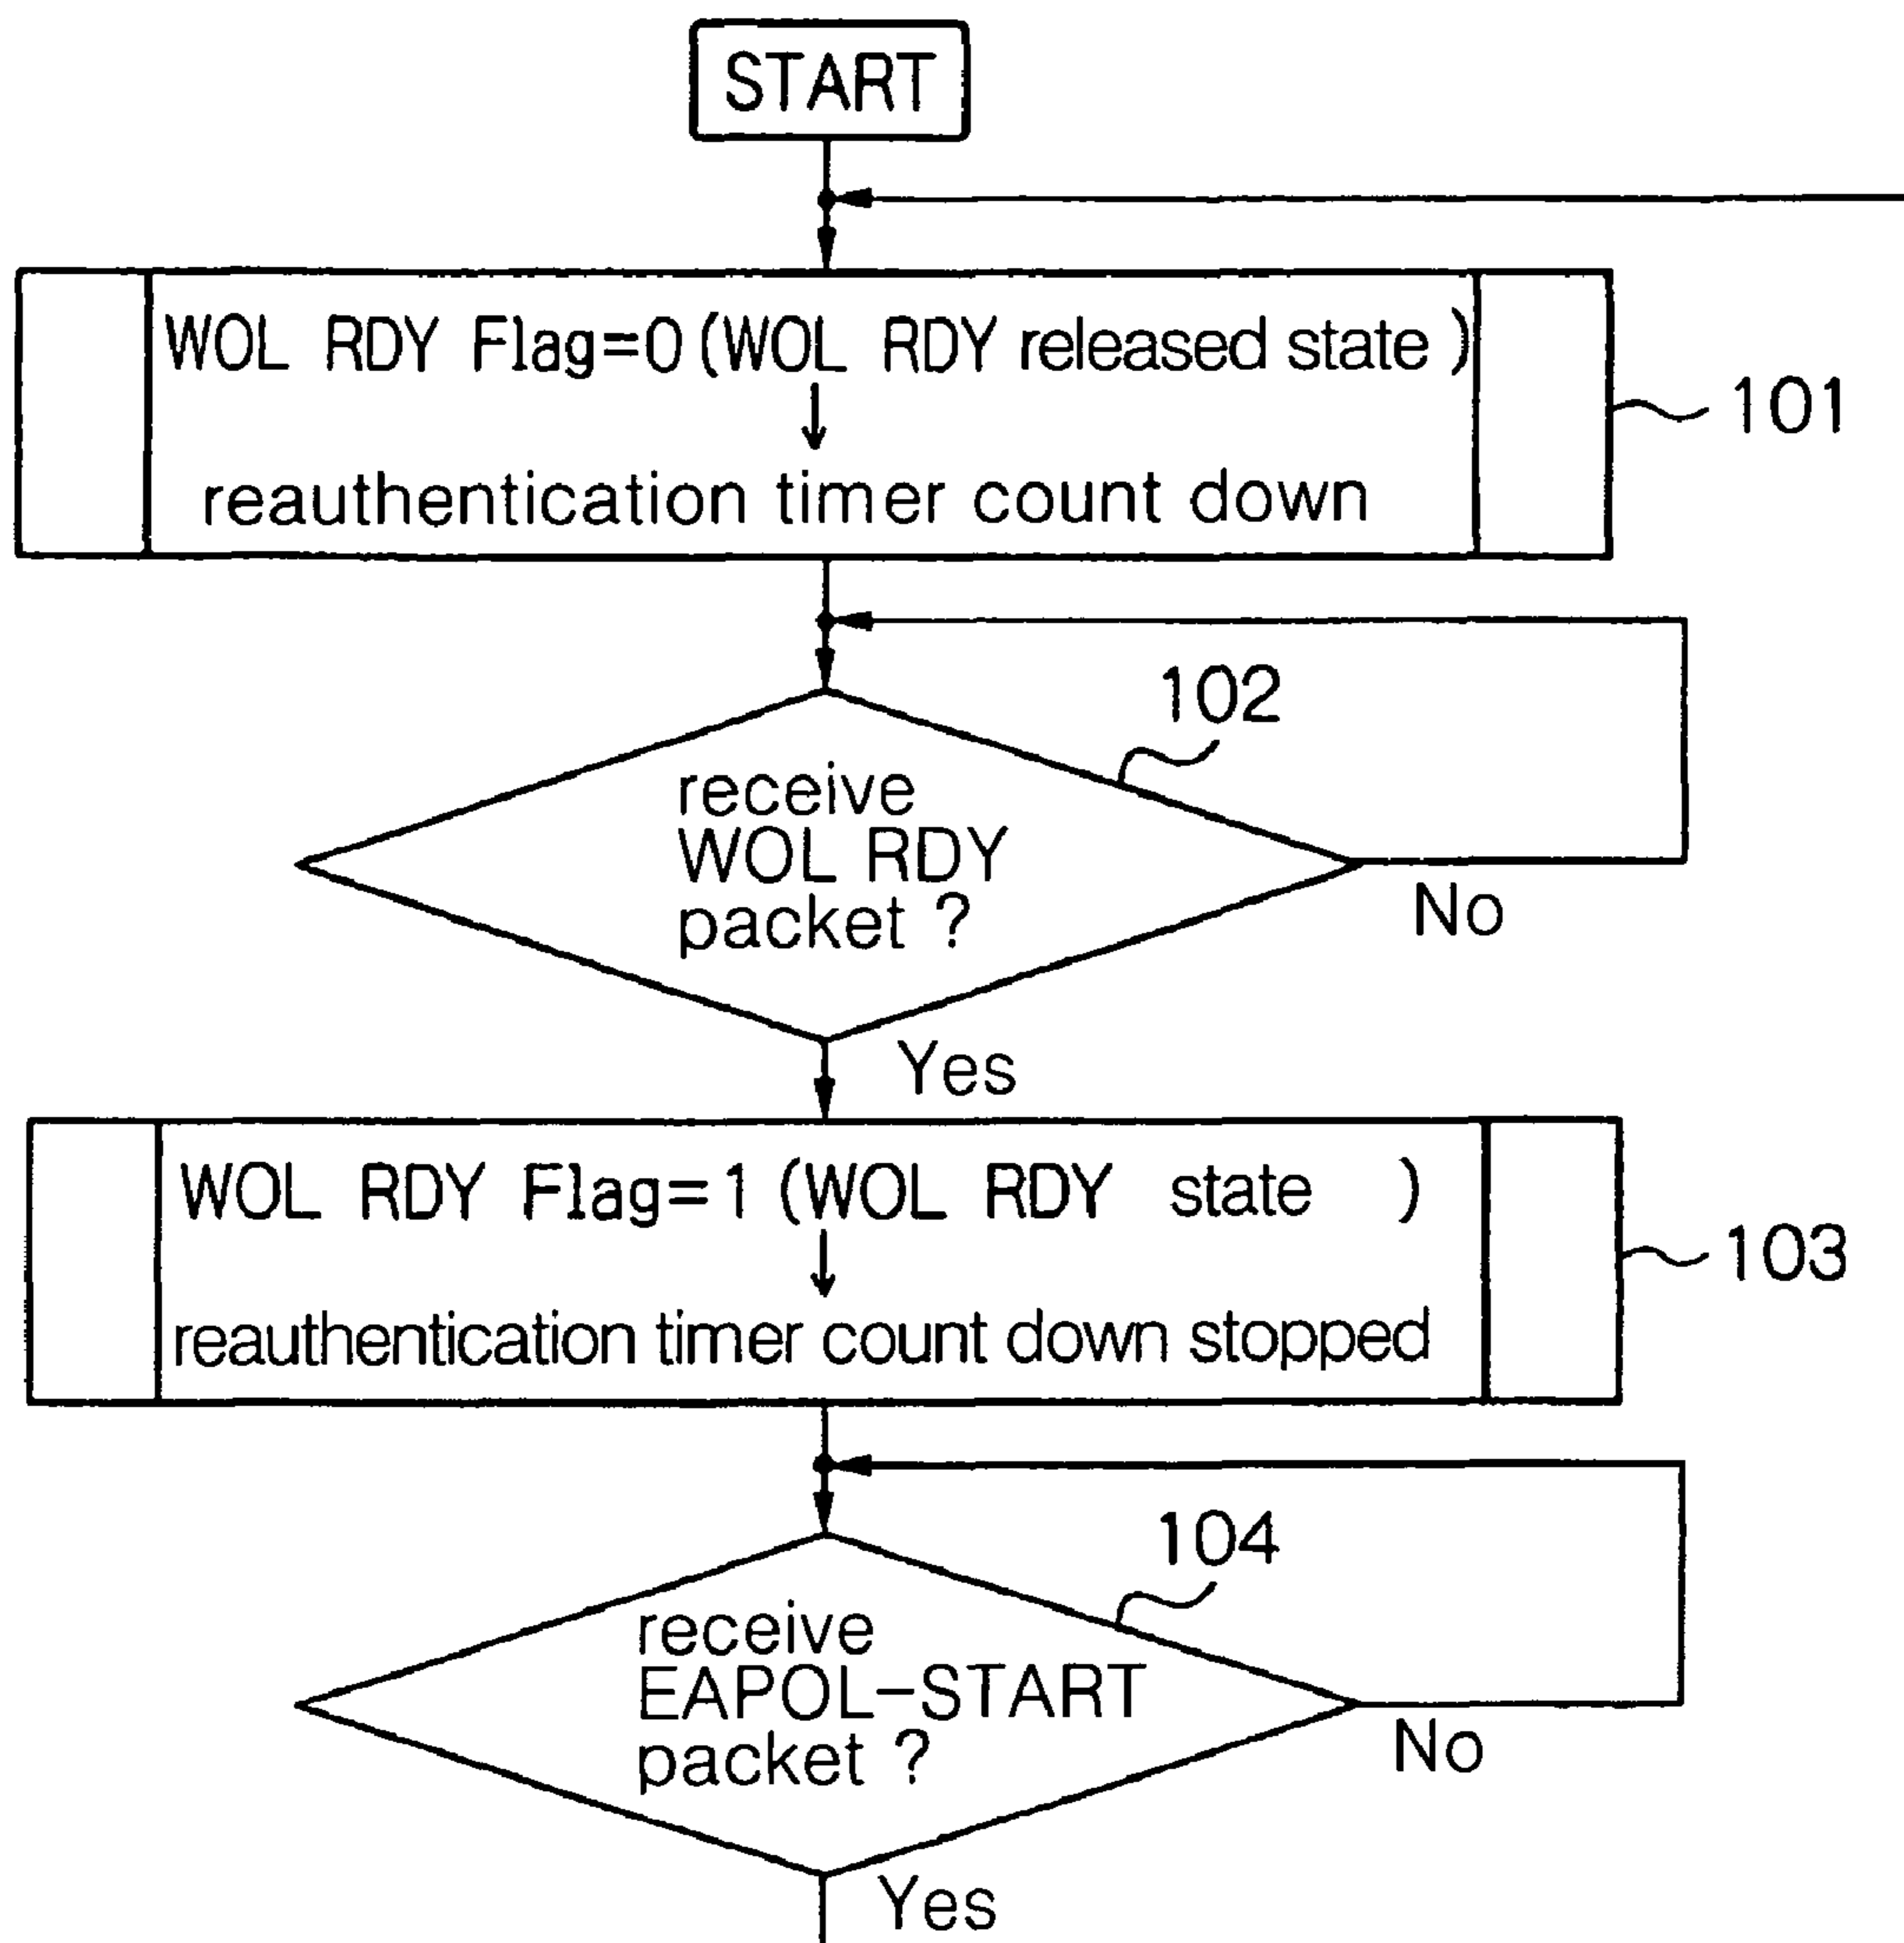 START
WOL RDY Flag=0 (WOL RDY released state )
reauthentication timer count down
101
102
receive
WOL RDY
packet ?
No
Yes
WOL RDY Flag=1 (WOL RDY state )
reauthentication timer count down stopped
103
104
receive
EAPOL-START
packet ?
No
Yes